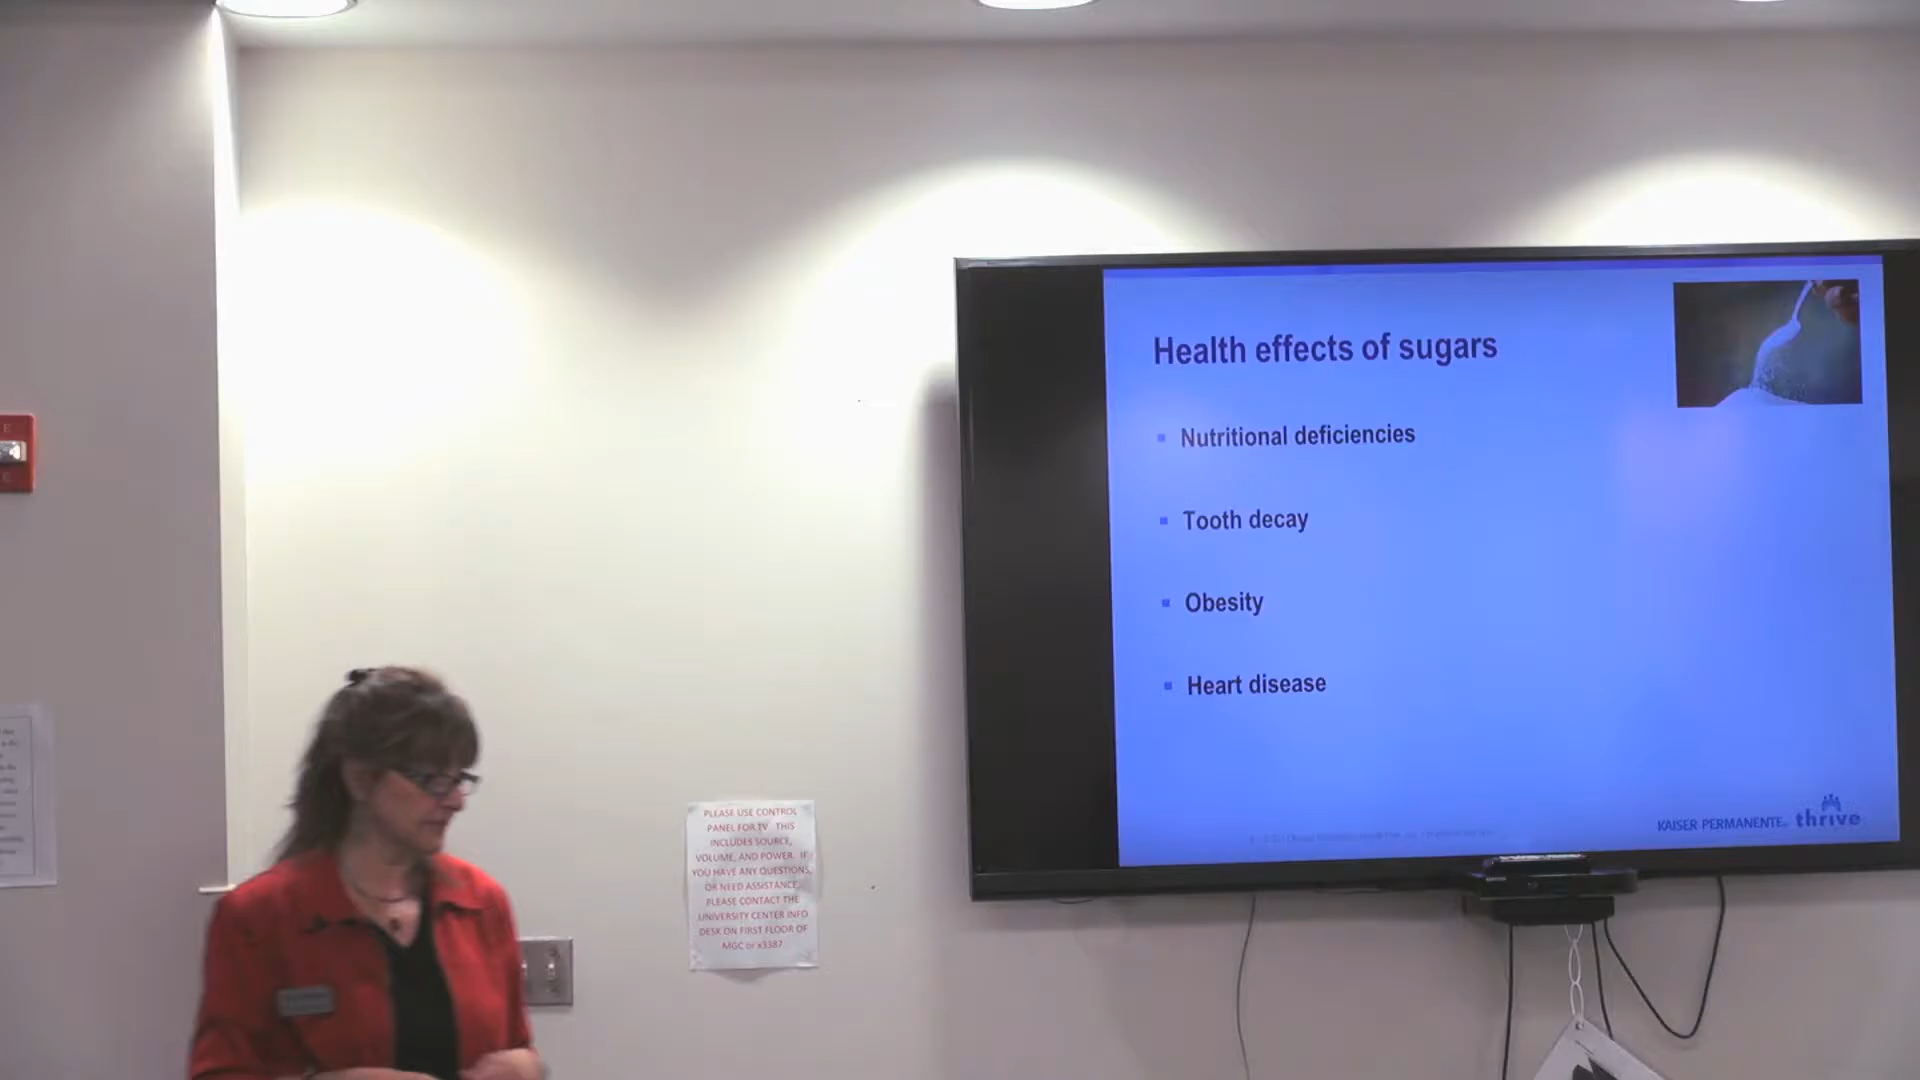 Health effects of sugars
Nutritional deficiencies
Tooth decay
Obesity
Heart disease
KAISER PERMANENTE® thrive
PLEASE USE CONTROL
PANEL FOR TV THIS
INCLUDES SOURCE,
VOLUME, AND POWER. IF
YOU HAVE ANY QUESTIONS,
OR NEED ASSISTANCE,
PLEASE CONTACT THE
UNIVERSITY CENTER INFO
DESK ON FIRST FLOOR OF
MGC or x3387